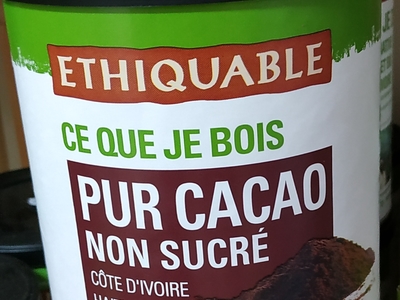 ETHIQUABLE
CE QUE JE BOIS
PUR CACAO
NON SUCRÉ
CÔTE D'IVOIRE